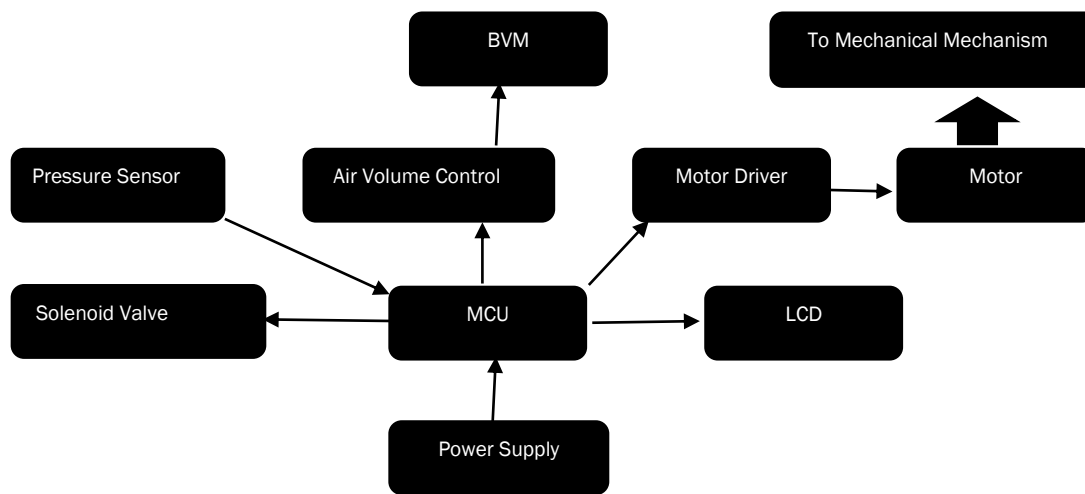 BVM
To Mechanical Mechanism
Pressure Sensor
Air Volume Control
Motor Driver
Motor
Solenoid Valve
MCU
LCD
Power Supply